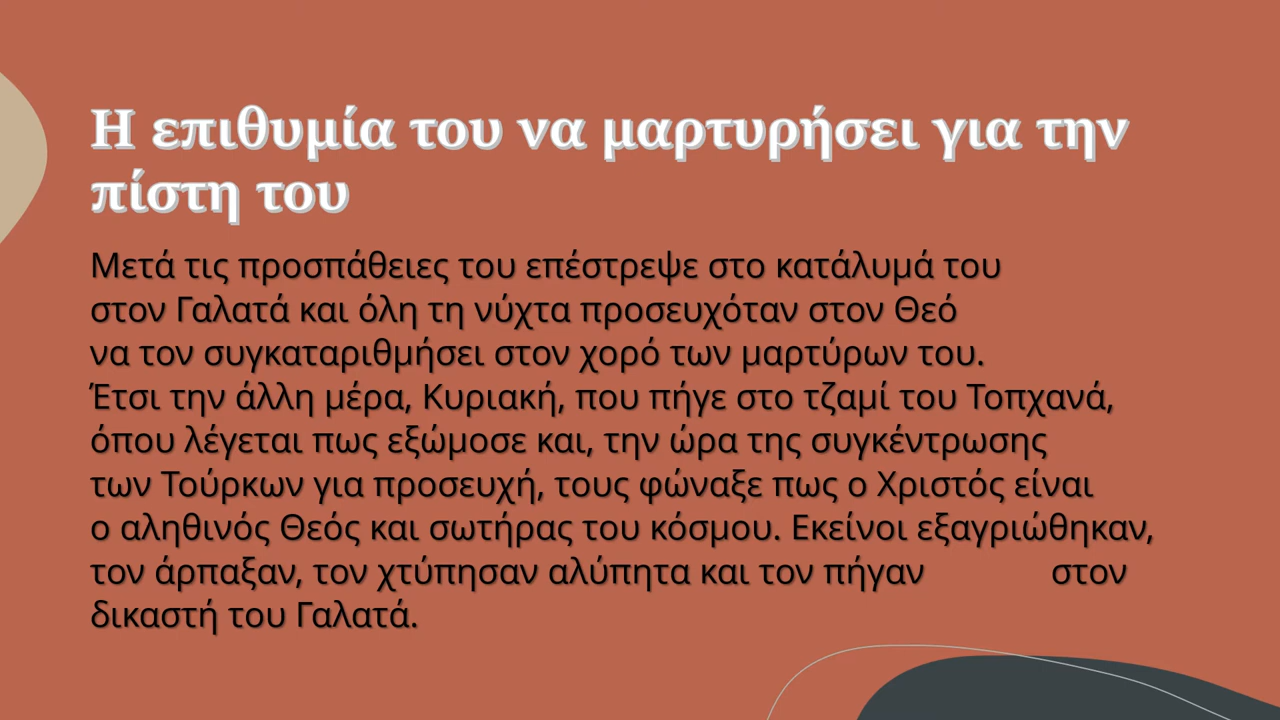 Η επιθυμία του να μαρτυρήσει για την
πίστη του
Μετά τις προσπάθειες του επέστρεψε στο κατάλυμά του
στον Γαλατά και όλη τη νύχτα προσευχόταν στον Θεό
να τον συγκαταριθμήσει στον χορό των μαρτύρων του.
Έτσι την άλλη μέρα, Κυριακή, που πήγε στο τζαμί του Τοπχανά,
όπου λέγεται πως εξώμοσε και, την ώρα της συγκέντρωσης
των Τούρκων για προσευχή, τους φώναξε πως ο Χριστός είναι
ο αληθινός Θεός και σωτήρας του κόσμου. Εκείνοι εξαγριώθηκαν,
τον άρπαξαν, τον χτύπησαν αλύπητα και τον πήγαν στον
δικαστή του Γαλατά.